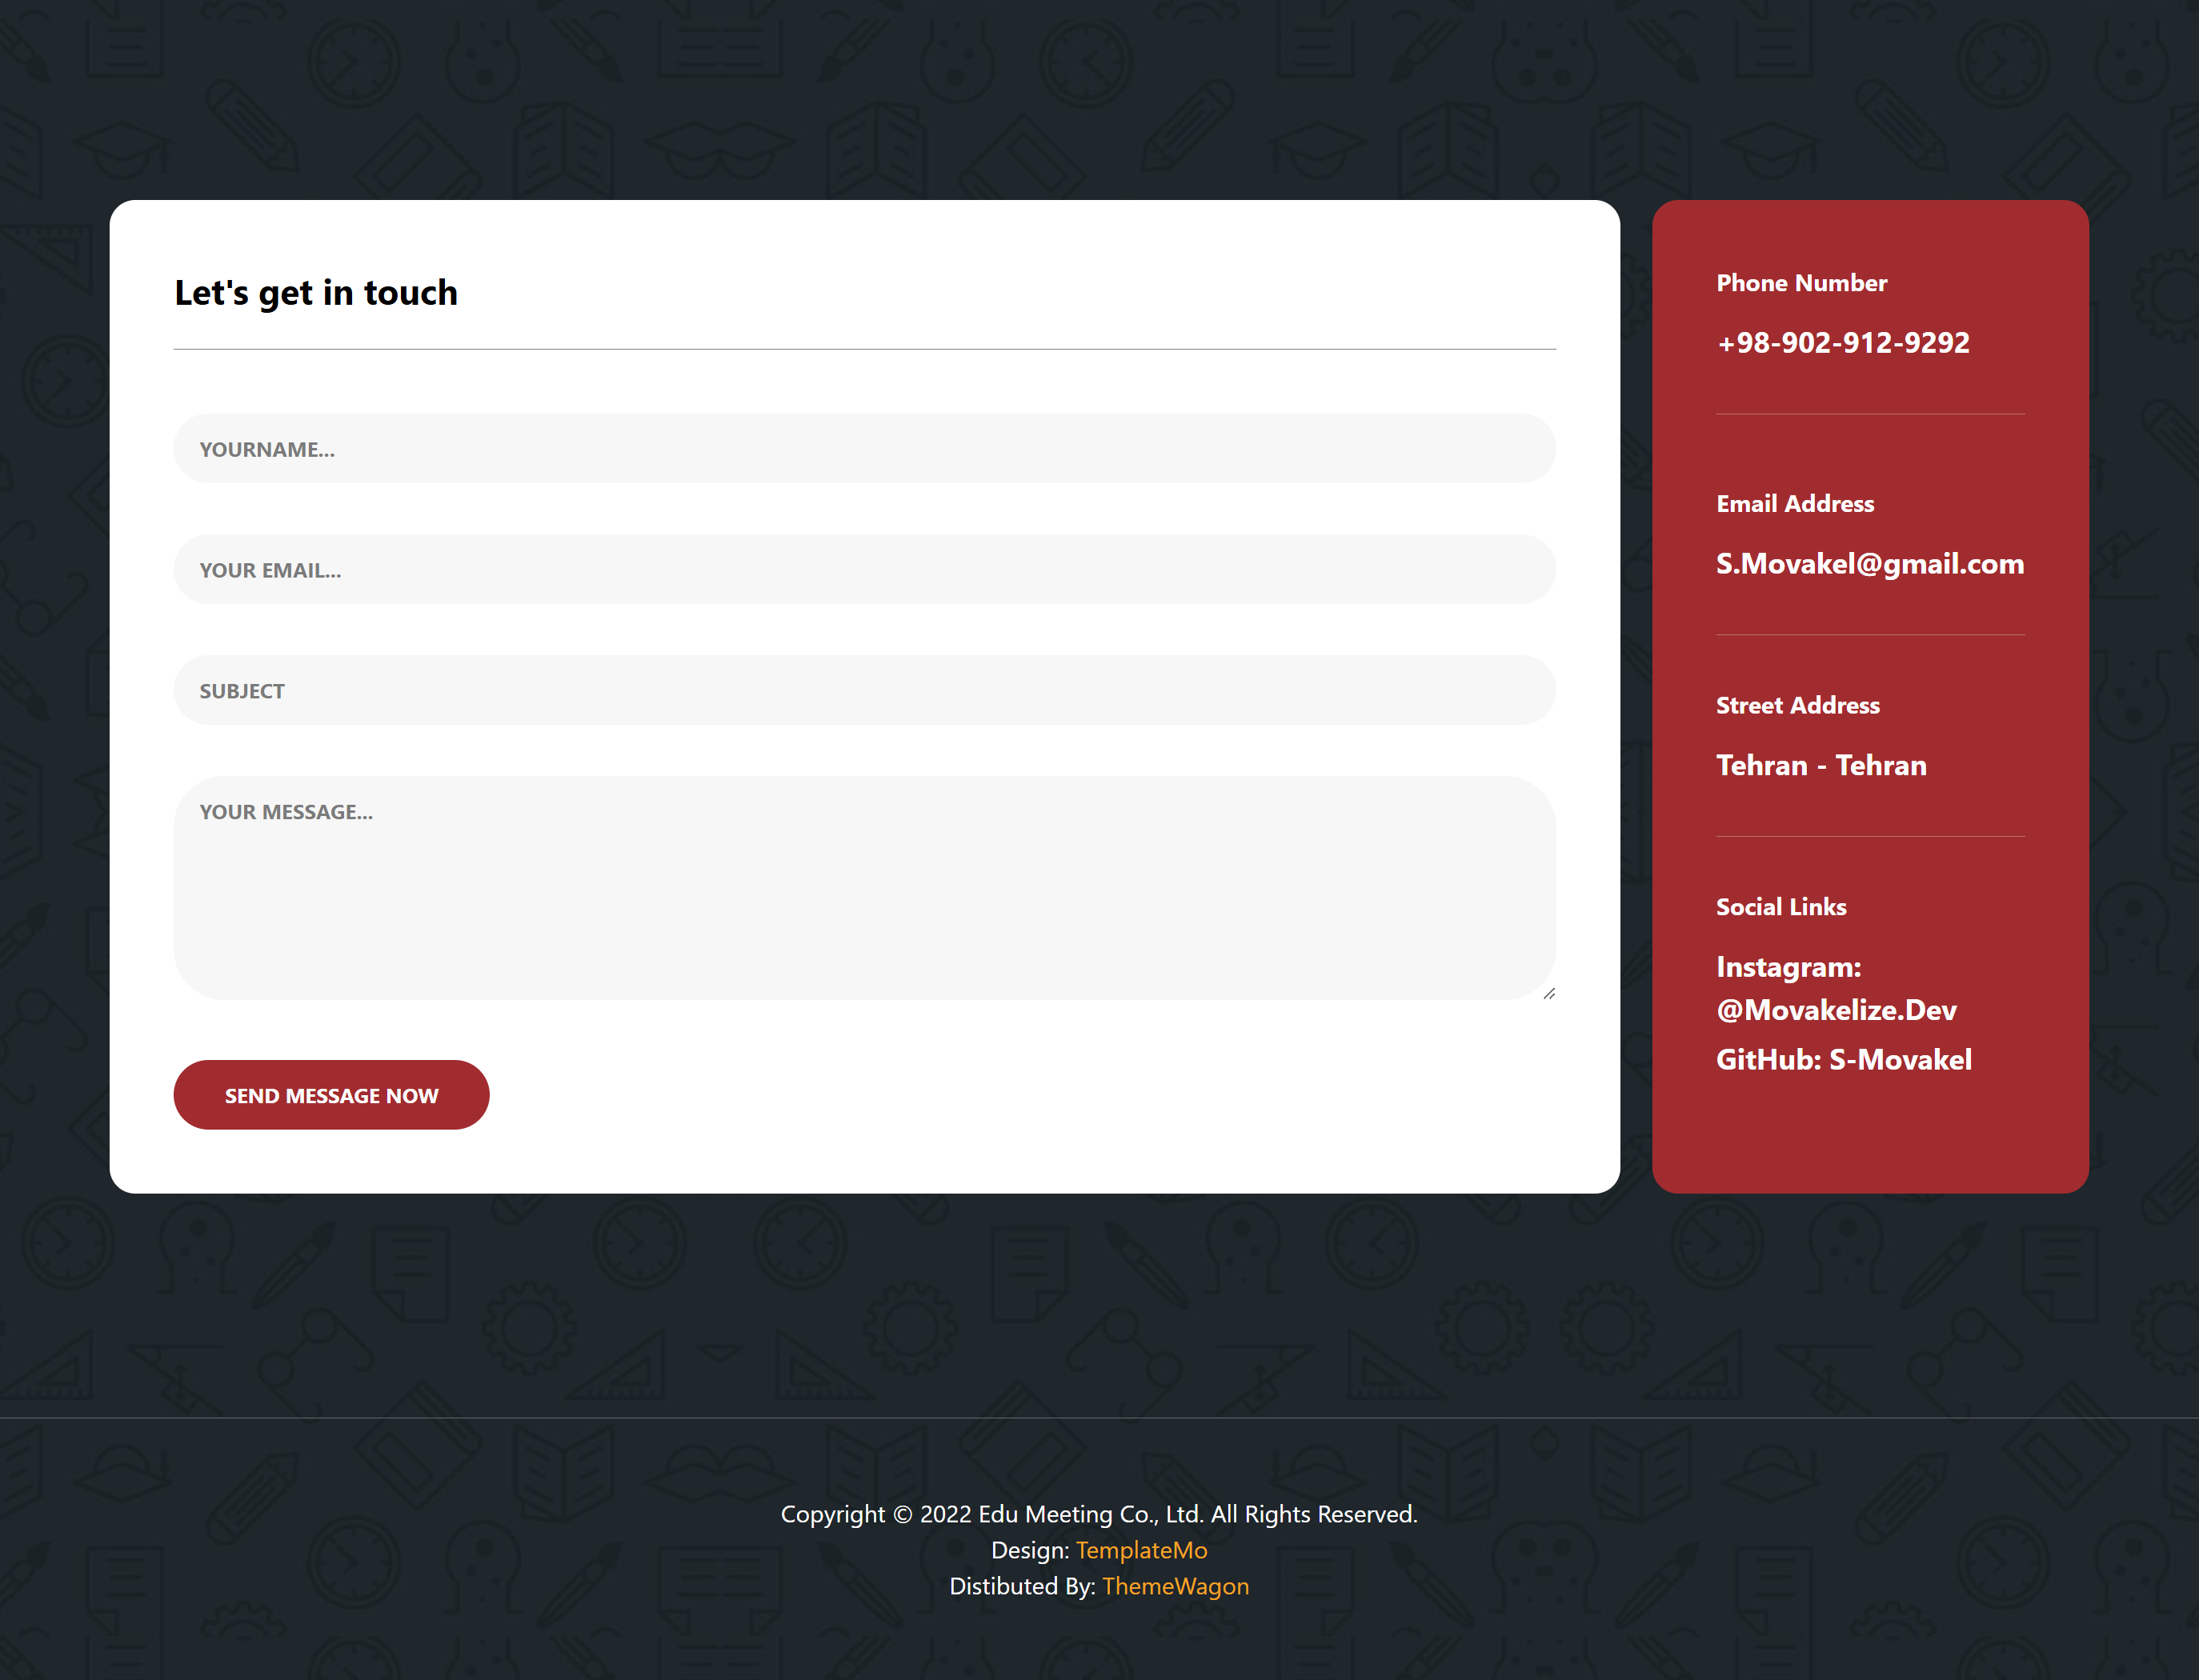 Let's get in touch
YOURNAME...
YOUR EMAIL...
SUBJECT
YOUR MESSAGE...
SEND MESSAGE NOW
Phone Number
+98-902-912-9292
Email Address
S.Movakel@gmail.com
Street Address
Tehran - Tehran
Social Links
Instagram:
@Movakelize.Dev
GitHub: S-Movakel
Copyright © 2022 Edu Meeting Co., Ltd. All Rights Reserved.
Design: TemplateMo
Distibuted By: ThemeWagon